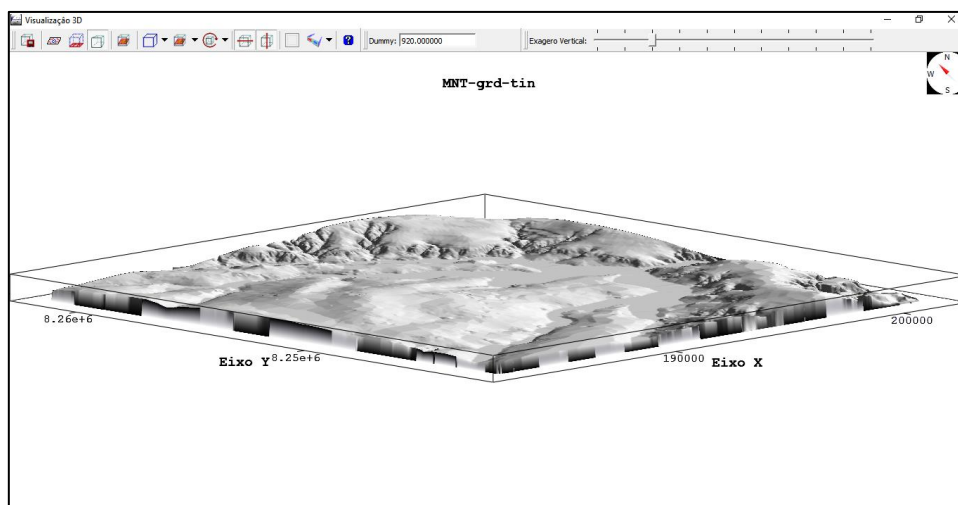 Visualização 3D
Dummy: 920.000000 Exagero Vertical:
MNT-grd-tin
N
W
S
8.26e+6
8.25e+6
Eixo Y
190000
Eixo X
200000